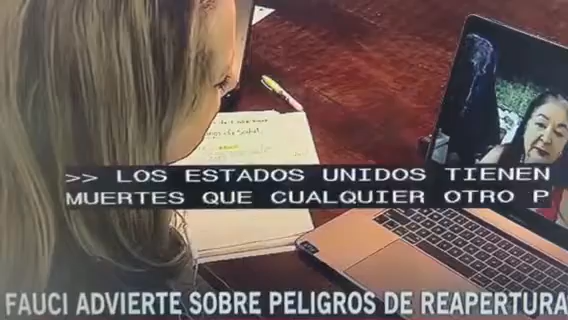 >> LOS ESTADOS UNIDOS TIENEN
MUERTES QUE CUALQUIER OTRO P
FAUCI ADVIERTE SOBRE PELIGROS DE REAPERTURA